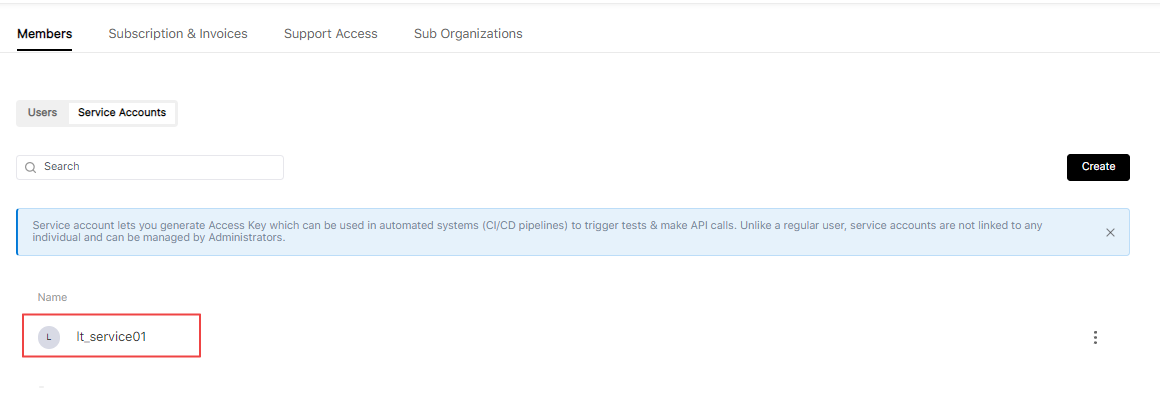 Members Subscription & Invoices Support Access Sub Organizations
Users Service Accounts
Search
Create
Service account lets you generate Access Key which can be used in automated systems (CI/CD pipelines) to trigger tests & make API calls. Unlike a regular user, service accounts are not linked to any
individual and can be managed by Administrators.
Name
L lt_service01